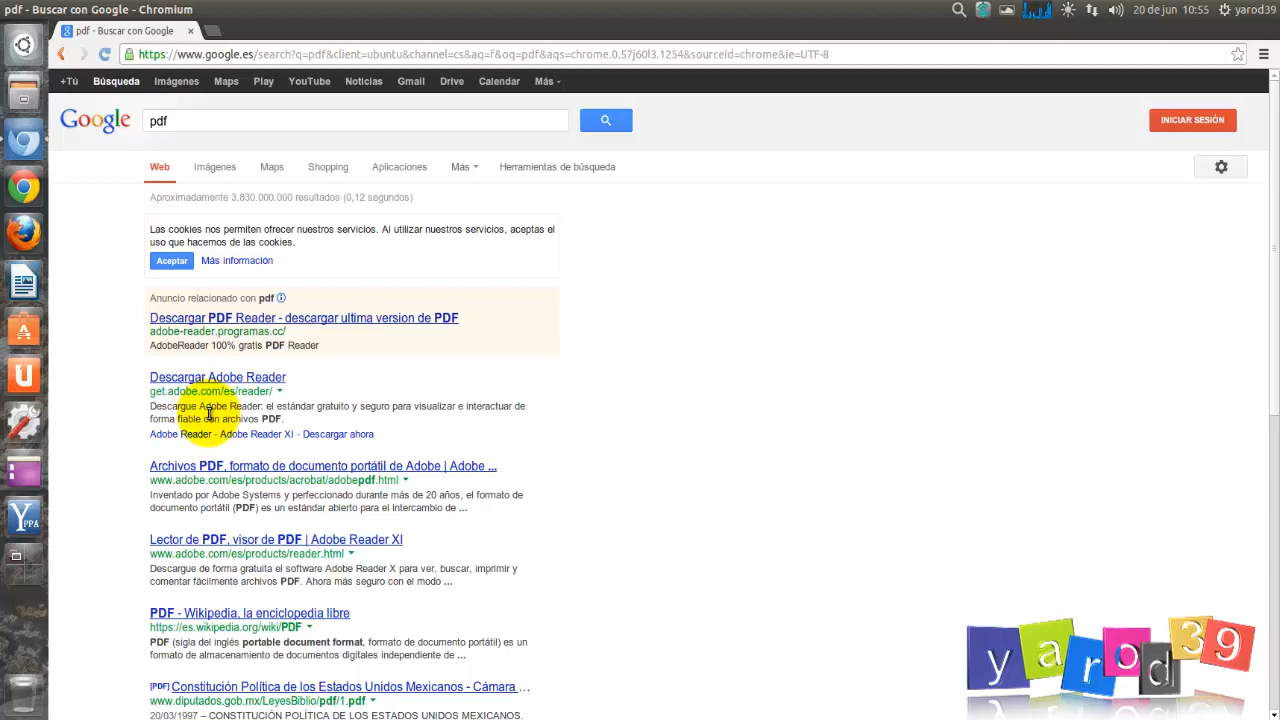 pdf - Buscar con Google - Chromium
20 de jun 10:55 yarod39
pdf - Buscar con Google
https://www.google.es/search?q=pdf&client=ubuntu&channel=cs&aq=f&oq=pdf&aqs=chrome.0.57j60l3.1254&sourceid=chrome&ie=UTF-8
+Tú Búsqueda Imágenes Maps Play YouTube Noticias Gmail Drive Calendar Más
Google pdf INICIAR SESIÓN
Web Imágenes Maps Shopping Aplicaciones Más Herramientas de búsqueda
Aproximadamente 3.830.000.000 resultados (0,12 segundos)
Las cookies nos permiten ofrecer nuestros servicios. Al utilizar nuestros servicios, aceptas el
uso que hacemos de las cookies.
Aceptar Más información
Anuncio relacionado con pdf
Descargar PDF Reader - descargar ultima version de PDF
adobe-reader.programas.cc/
AdobeReader 100% gratis PDF Reader
Descargar Adobe Reader
get.adobe.com/es/reader/
Descargue Adobe Reader: el estándar gratuito y seguro para visualizar e interactuar de
forma fiable con archivos PDF.
Adobe Reader - Adobe Reader XI - Descargar ahora
Archivos PDF, formato de documento portátil de Adobe | Adobe ...
www.adobe.com/es/products/acrobat/adobepdf.html
Inventado por Adobe Systems y perfeccionado durante más de 20 años, el formato de
documento portátil (PDF) es un estándar abierto para el intercambio de ...
Lector de PDF, visor de PDF | Adobe Reader XI
www.adobe.com/es/products/reader.html
Descargue de forma gratuita el software Adobe Reader X para ver, buscar, imprimir y
comentar fácilmente archivos PDF. Ahora más seguro con el modo ...
PDF - Wikipedia, la enciclopedia libre
https://es.wikipedia.org/wiki/PDF
PDF (sigla del inglés portable document format, formato de documento portátil) es un
formato de almacenamiento de documentos digitales independiente de ...
[PDF] Constitución Política de los Estados Unidos Mexicanos - Cámara ...
www.diputados.gob.mx/LeyesBiblio/pdf/1.pdf
20/03/1997 – CONSTITUCIÓN POLÍTICA DE LOS ESTADOS UNIDOS MEXICANOS.
U
Y PPA
yarod39